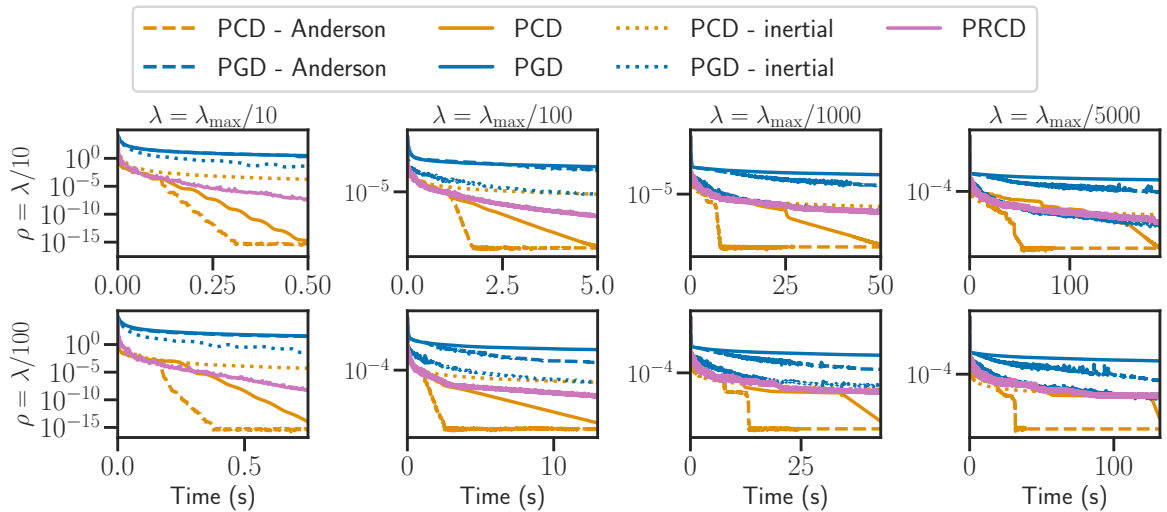 PCD - Anderson PCD PCD - inertial PRCD
PGD - Anderson PGD PGD - inertial
λ = λmax/10 λ = λmax/100 λ = λmax/1000 λ = λmax/5000
ρ = λ/10
10^0
10^-5
10^-10
10^-15
10^-5
10^-5
10^-4
0.00 0.25 0.50 0.0 2.5 5.0 0 25 50 0 100
ρ = λ/100
10^0
10^-5
10^-10
10^-15
10^-4
10^-4
10^-4
0.0 0.5 0 10 0 25 0 100
Time (s) Time (s) Time (s) Time (s)